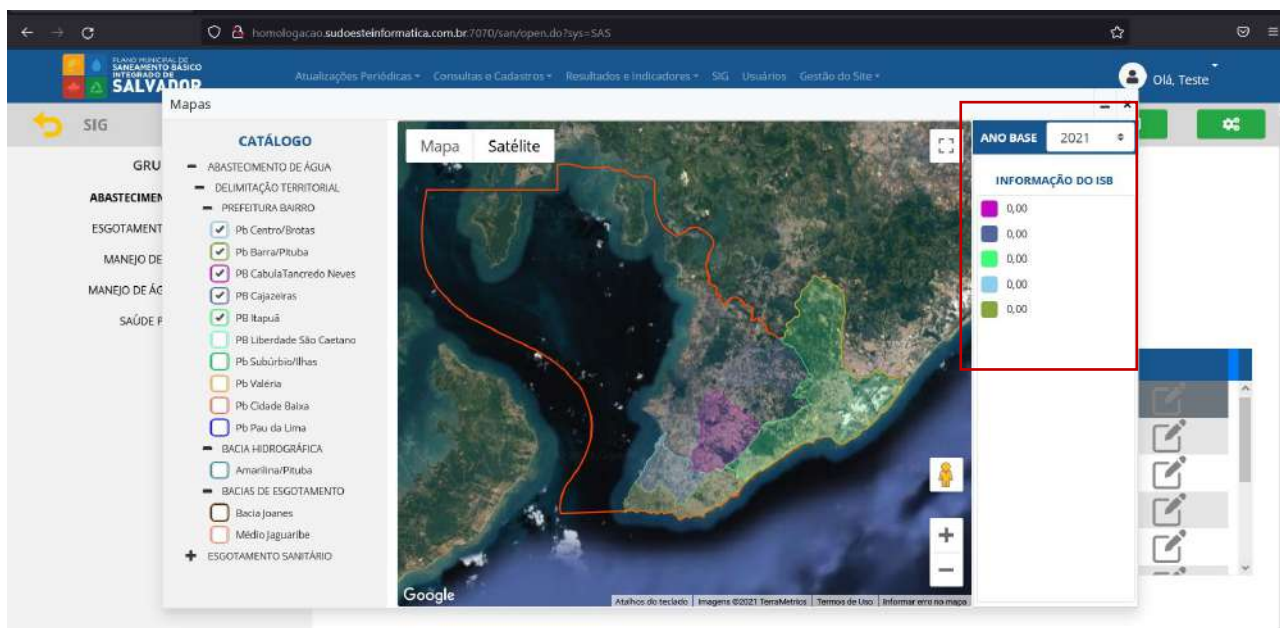 homologacao.sudoesteinformatica.com.br:7070/san/open.do?sys=SAS
PLANO MUNICIPAL DE
SANEAMENTO BÁSICO
INTEGRADO DE
SALVADOR
Atualizações Periódicas
Consultas e Cadastros
Resultados e Indicadores
SIG
Usuários
Gestão do Site
Olá, Teste
SIG
GRU
ABASTECIMEN
ESGOTAMENT
MANEJO DE
MANEJO DE ÁG
SAÚDE P
Mapas
CATÁLOGO
ABASTECIMENTO DE ÁGUA
DELIMITAÇÃO TERRITORIAL
PREFEITURA BAIRRO
Pb Centro/Brotas
Pb Barra/Pituba
PB CabulaTancredo Neves
PB Cajazeiras
PB Itapuã
PB Liberdade São Caetano
Pb Subúrbio/Ilhas
Pb Valéria
Pb Cidade Baixa
Pb Pau da Lima
BACIA HIDROGRÁFICA
Amarilina/Pituba
BACIAS DE ESGOTAMENTO
Bacia Joanes
Médio Jaguaribe
ESGOTAMENTO SANITÁRIO
Mapa
Satélite
Google
Atalhos do teclado
Imagens ©2021 TerraMetrics
Termos de Uso
Informar erro no mapa
ANO BASE
2021
INFORMAÇÃO DO ISB
0,00
0,00
0,00
0,00
0,00